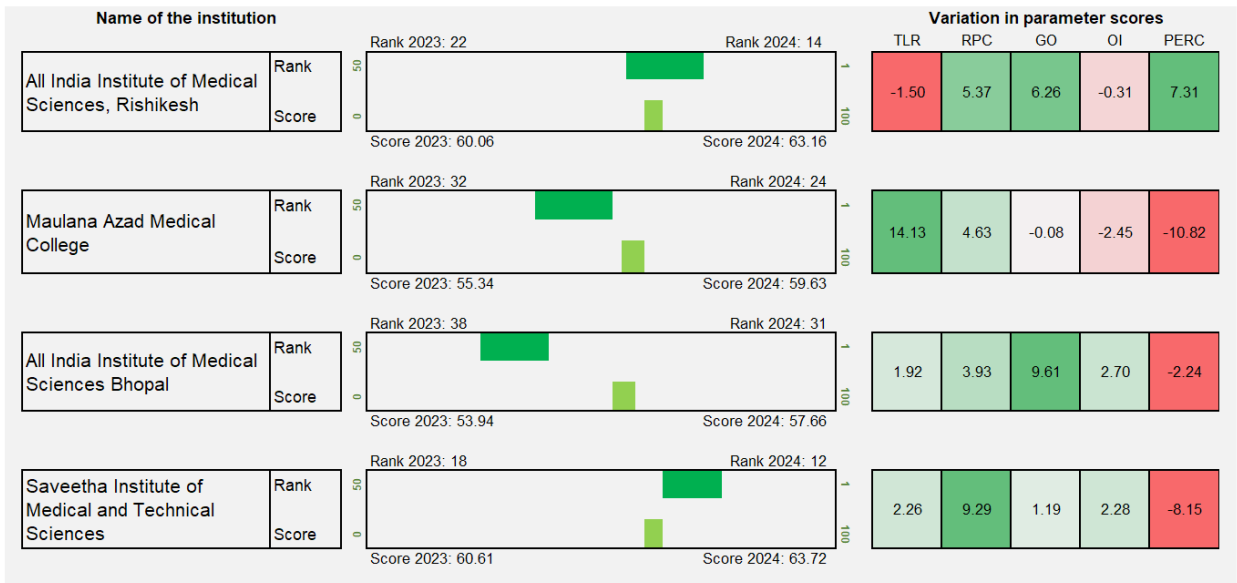 Name of the institution
Variation in parameter scores
TLR RPC GO OI PERC
Rank 2023: 22 Rank 2024: 14
All India Institute of Medical
Sciences, Rishikesh
Rank
Score
50 1
0 100
-1.50 5.37 6.26 -0.31 7.31
Score 2023: 60.06 Score 2024: 63.16
Rank 2023: 32 Rank 2024: 24
Maulana Azad Medical
College
Rank
Score
50 1
0 100
14.13 4.63 -0.08 -2.45 -10.82
Score 2023: 55.34 Score 2024: 59.63
Rank 2023: 38 Rank 2024: 31
All India Institute of Medical
Sciences Bhopal
Rank
Score
50 1
0 100
1.92 3.93 9.61 2.70 -2.24
Score 2023: 53.94 Score 2024: 57.66
Rank 2023: 18 Rank 2024: 12
Saveetha Institute of
Medical and Technical
Sciences
Rank
Score
50 1
0 100
2.26 9.29 1.19 2.28 -8.15
Score 2023: 60.61 Score 2024: 63.72